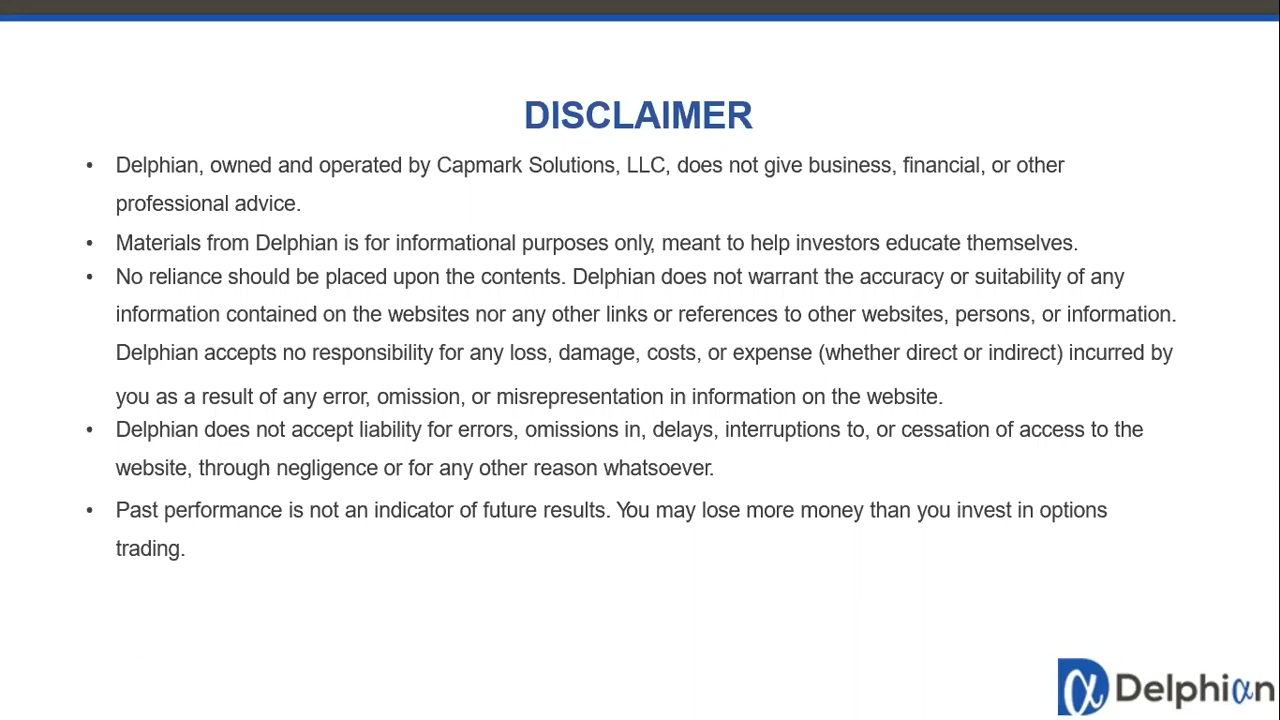 DISCLAIMER
• Delphian, owned and operated by Capmark Solutions, LLC, does not give business, financial, or other
professional advice.
• Materials from Delphian is for informational purposes only, meant to help investors educate themselves.
• No reliance should be placed upon the contents. Delphian does not warrant the accuracy or suitability of any
information contained on the websites nor any other links or references to other websites, persons, or information.
Delphian accepts no responsibility for any loss, damage, costs, or expense (whether direct or indirect) incurred by
you as a result of any error, omission, or misrepresentation in information on the website.
• Delphian does not accept liability for errors, omissions in, delays, interruptions to, or cessation of access to the
website, through negligence or for any other reason whatsoever.
• Past performance is not an indicator of future results. You may lose more money than you invest in options
trading.
α Delphiαn